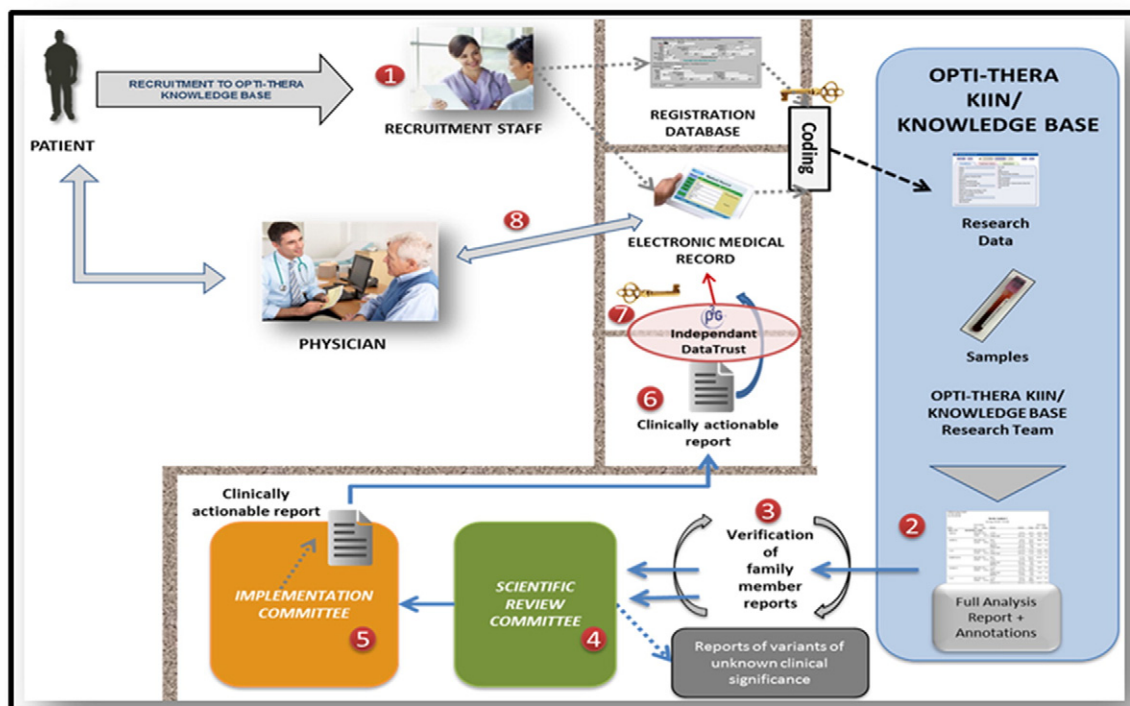 RECRUITMENT TO OPTI-THERA
KNOWLEDGE BASE
PATIENT
1
RECRUITMENT STAFF
REGISTRATION
DATABASE
Coding
OPTI-THERA
KIIN/
KNOWLEDGE BASE
Research
Data
Samples
OPTI-THERA KIIN/
KNOWLEDGE BASE
Research Team
8
ELECTRONIC MEDICAL
RECORD
PHYSICIAN
7
Independant
DataTrust
6
Clinically actionable
report
Clinically
actionable report
IMPLEMENTATION
COMMITTEE
5
SCIENTIFIC
REVIEW
COMMITTEE
4
3
Verification
of
family
member
reports
2
Full Analysis
Report +
Annotations
Reports of variants of
unknown clinical
significance